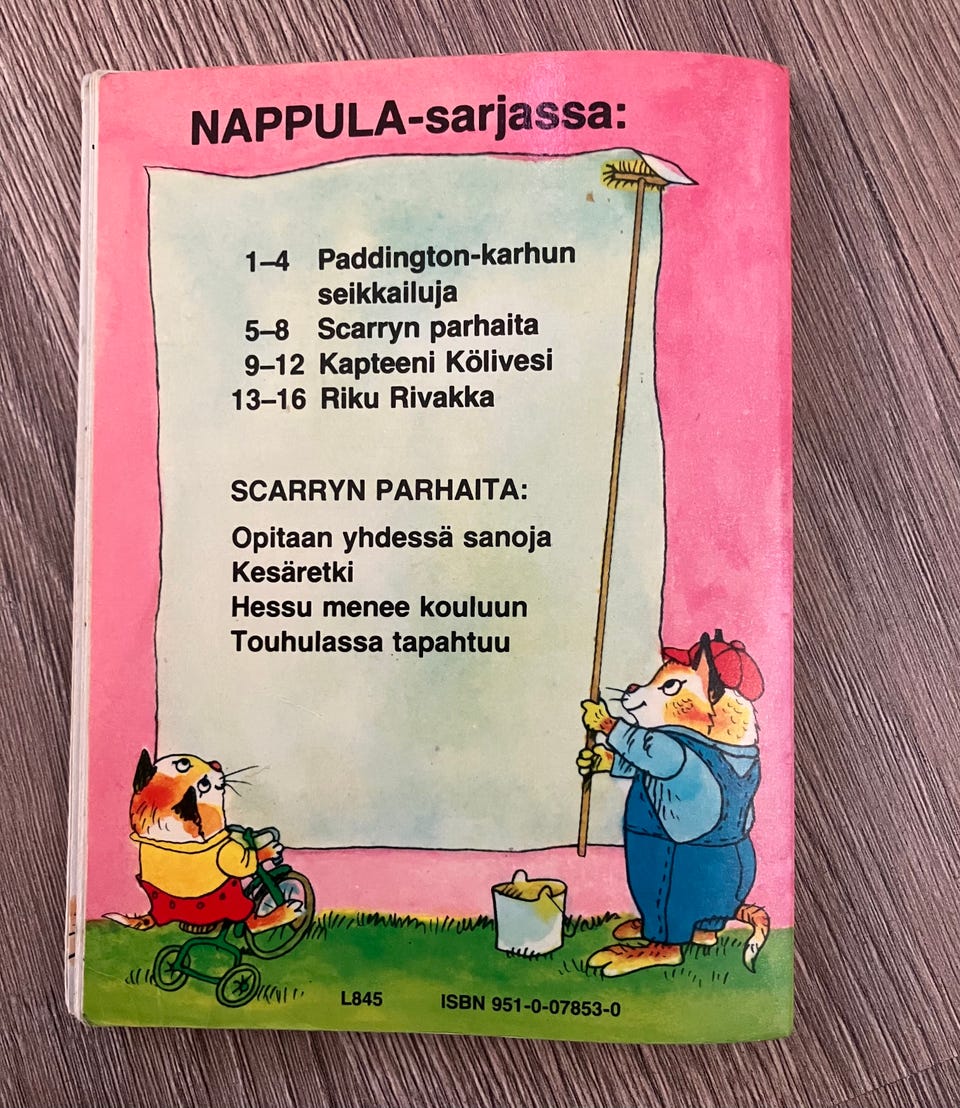 NAPPULA-sarjassa:
1–4 Paddington-karhun
seikkailuja
5–8 Scarryn parhaita
9–12 Kapteeni Kölivesi
13–16 Riku Rivakka
SCARRYN PARHAITA:
Opitaan yhdessä sanoja
Kesäretki
Hessu menee kouluun
Touhulassa tapahtuu
L845 ISBN 951-0-07853-0